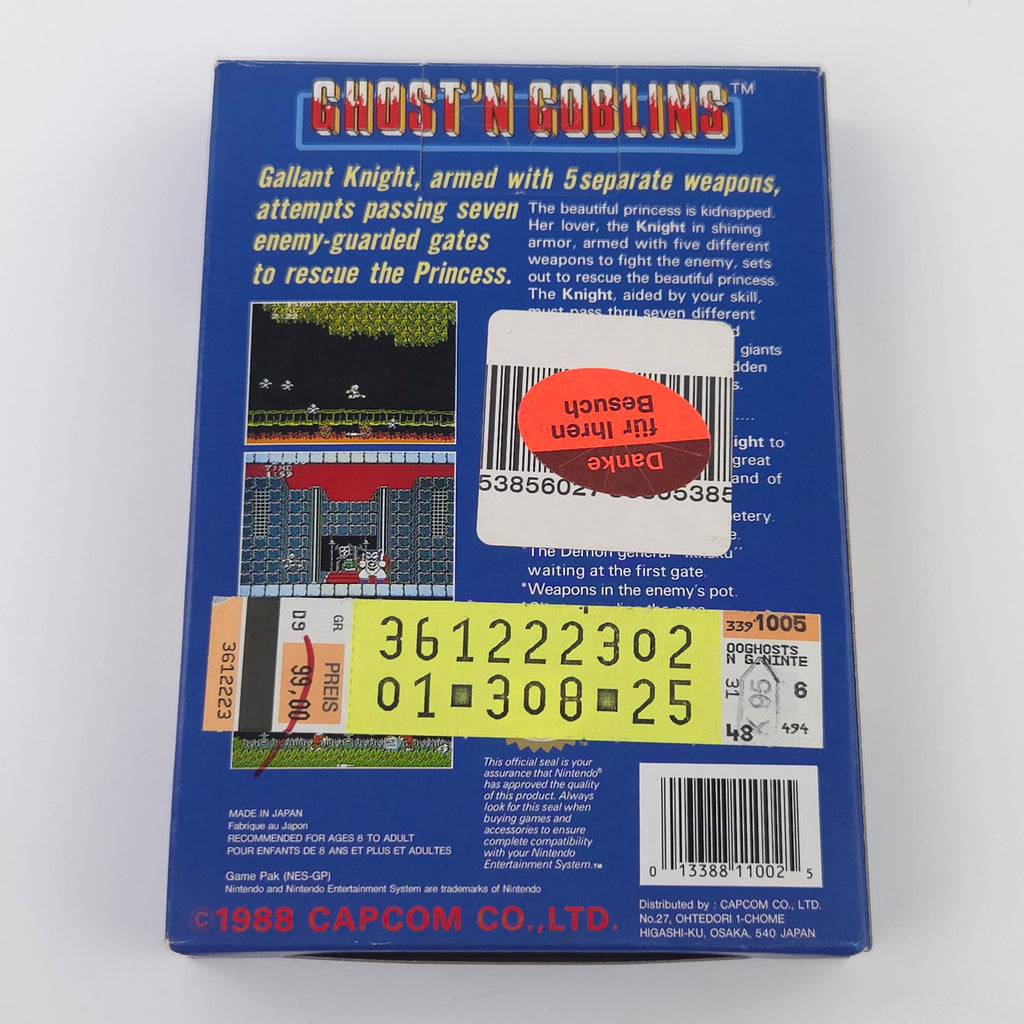 GHOST'N GOBLINS™
Gallant Knight, armed with 5 separate weapons,
attempts passing seven
enemy-guarded gates
to rescue the Princess.
The beautiful princess is kidnapped.
Her lover, the Knight in shining
armor, armed with five different
weapons to fight the enemy, sets
out to rescue the beautiful princess.
The Knight, aided by your skill,
must pass thru seven different
giants
ight to
great
and of
etery.
The Demon general
waiting at the first gate.
*Weapons in the enemy's pot.
Danke
für Ihren
Besuch
TIME
1:59
3612223
D9
99,00
GR.
PREIS
361222302
01 308 25
339 1005
00GHOSTS
N G.NINTE
31
6
48
X 05
494
This official seal is your
assurance that Nintendo®
has approved the quality
of this product. Always
look for this seal when
buying games and
accessories to ensure
complete compatibility
with your Nintendo
Entertainment System.™
MADE IN JAPAN
Fabrique au Japon
RECOMMENDED FOR AGES 8 TO ADULT
POUR ENFANTS DE 8 ANS ET PLUS ET ADULTES
Game Pak (NES-GP)
Nintendo and Nintendo Entertainment System are trademarks of Nintendo
©1988 CAPCOM CO.,LTD.
0 13388 11002 5
Distributed by : CAPCOM CO., LTD.
No.27, OHTEDORI 1-CHOME
HIGASHI-KU, OSAKA, 540 JAPAN